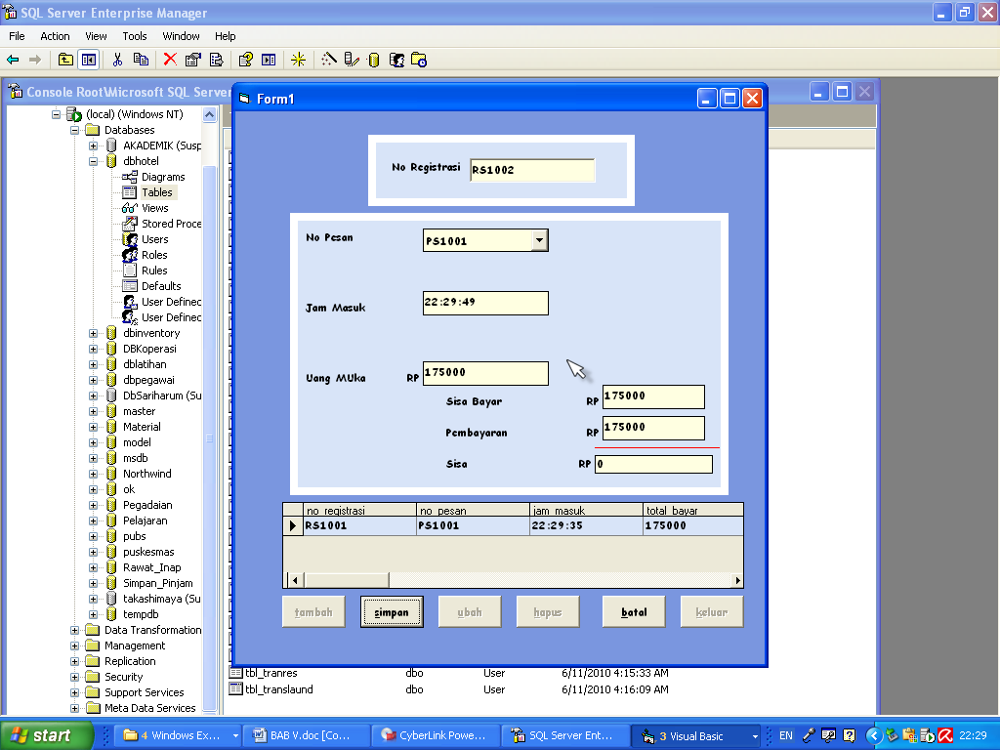 SQL Server Enterprise Manager
File Action View Tools Window Help
Console Root\Microsoft SQL Server
Form1
(local) (Windows NT)
Databases
AKADEMIK (Susp
dbhotel
Diagrams
Tables
Views
Stored Proce
Users
Roles
Rules
Defaults
User Defined
User Defined
dbinventory
DBKoperasi
dblatihan
dbpegawai
DbSariharum (Su
master
Material
model
msdb
Northwind
ok
Pegadaian
Pelajaran
pubs
puskesmas
Rawat_Inap
Simpan_Pinjam
takashimaya (Su
tempdb
Data Transformation
Management
Replication
Security
Support Services
Meta Data Services
No Registrasi RS1002
No Pesan PS1001
Jam Masuk 22:29:49
Uang MUka RP 175000
Sisa Bayar RP 175000
Pembayaran RP 175000
Sisa RP 0
no_registrasi no_pesan jam_masuk total_bayar
RS1001 PS1001 22:29:35 175000
tambah simpan ubah hapus batal keluar
tbl_tranres dbo User 6/11/2010 4:15:33 AM
tbl_translaund dbo User 6/11/2010 4:16:09 AM
start 4 Windows Ex... BAB V.doc [Co... CyberLink Powe... SQL Server Ent... 3 Visual Basic EN 22:29